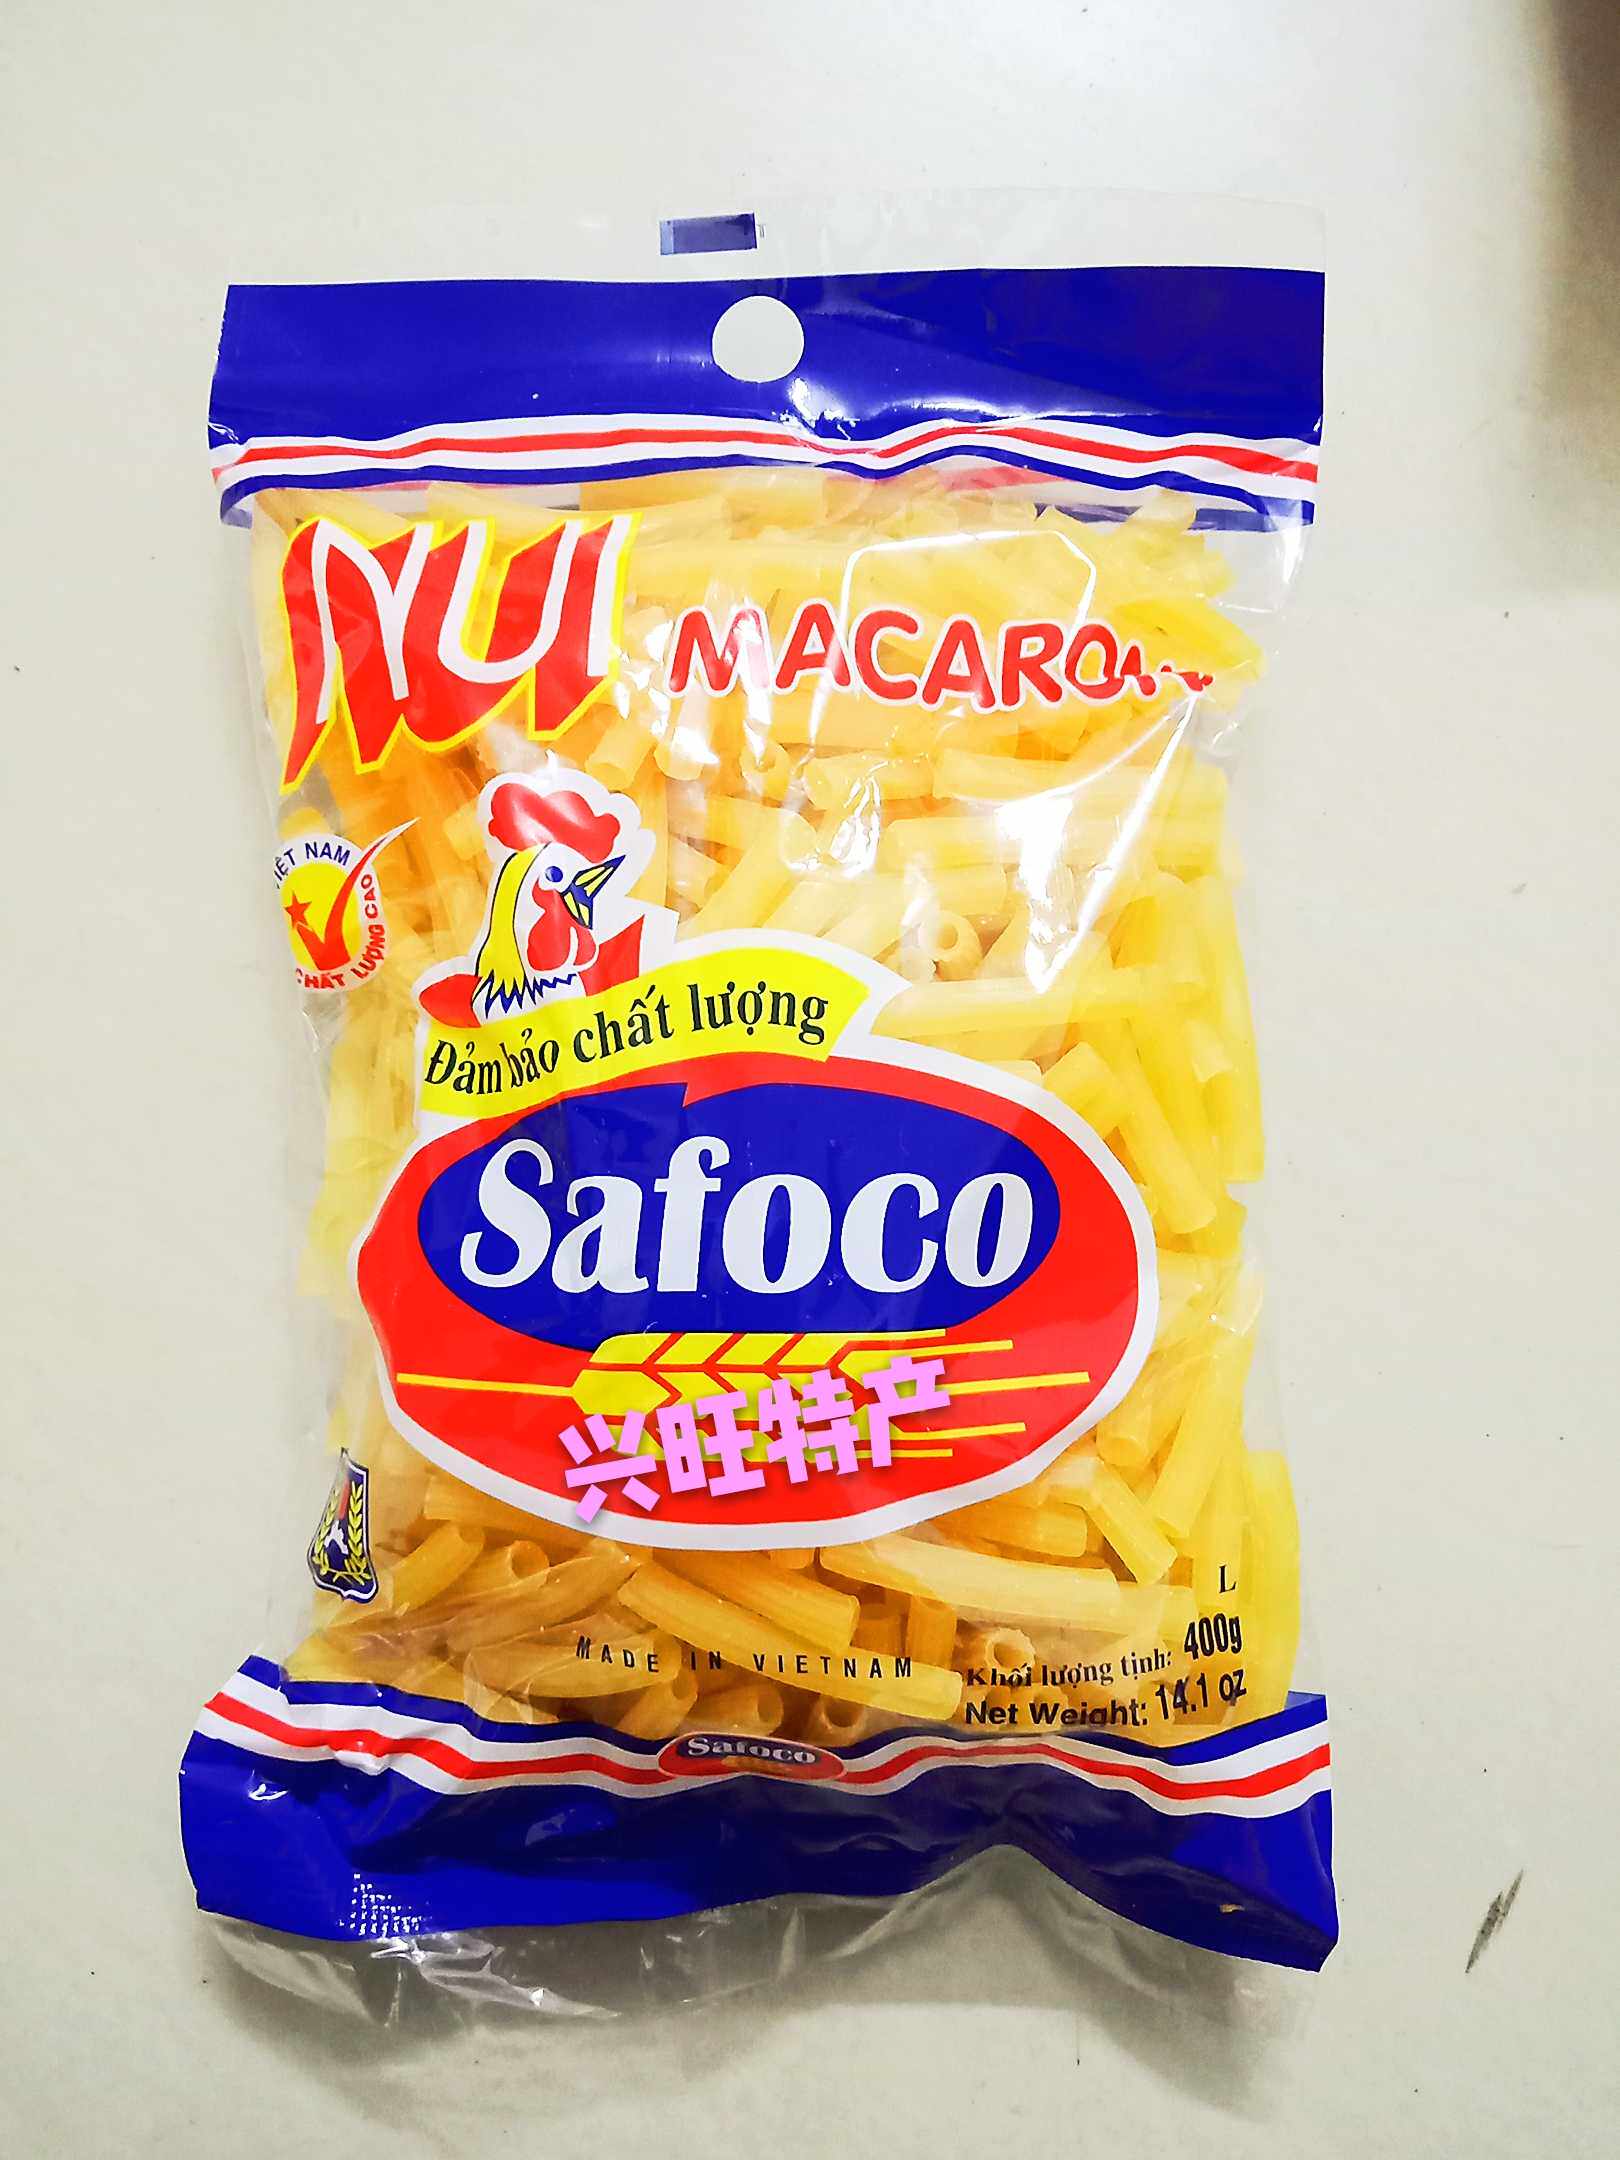 NUI
MACARONI
VIỆT NAM
CHẤT LƯỢNG CAO
Đảm bảo chất lượng
Safoco
兴旺特产
L
MADE IN VIETNAM
Khối lượng tịnh: 400g
Net Weight: 14.1 oz
Safoco